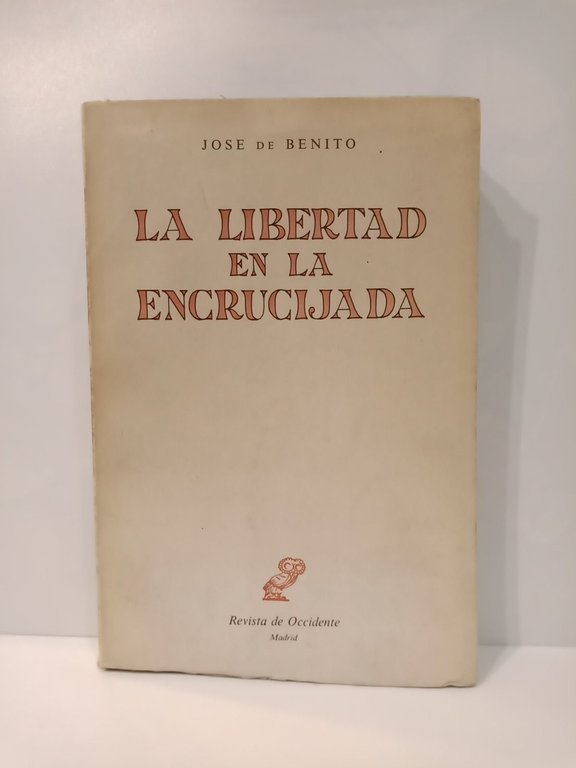 JOSE DE BENITO
LA LIBERTAD
EN LA
ENCRUCIJADA
Revista de Occidente
Madrid